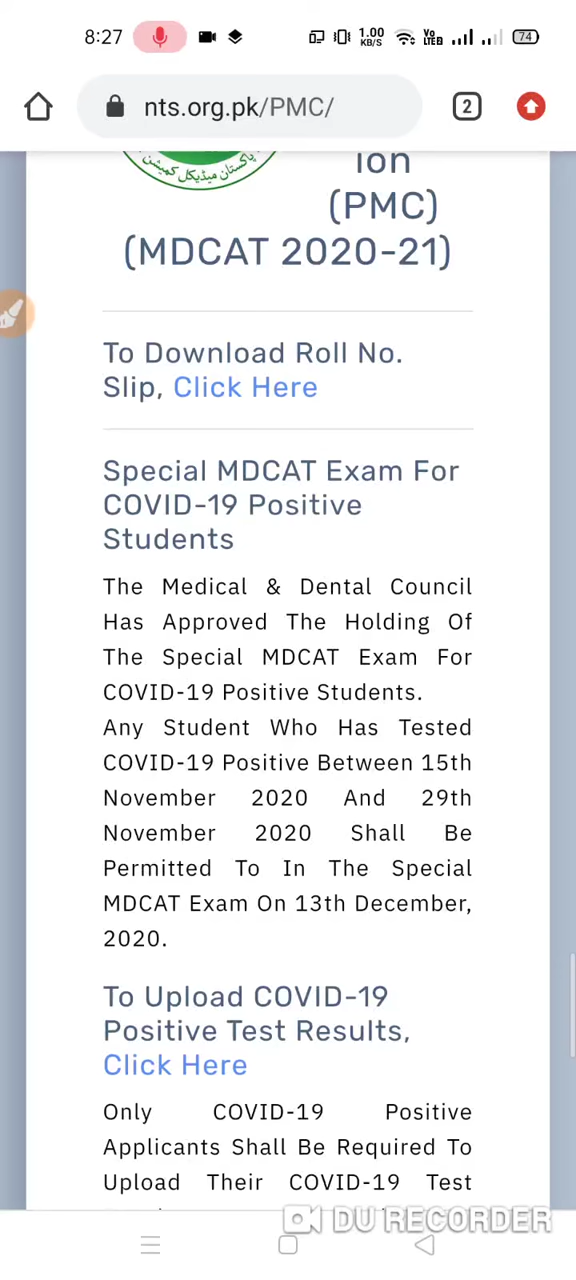 8:27
1.00
KB/S
Vo
LTE2
74
nts.org.pk/PMC/
2
پاکستان میڈیکل کمیشن
ion
(PMC)
(MDCAT 2020-21)
To Download Roll No.
Slip, Click Here
Special MDCAT Exam For
COVID-19 Positive
Students
The Medical & Dental Council
Has Approved The Holding Of
The Special MDCAT Exam For
COVID-19 Positive Students.
Any Student Who Has Tested
COVID-19 Positive Between 15th
November 2020 And 29th
November 2020 Shall Be
Permitted To In The Special
MDCAT Exam On 13th December,
2020.
To Upload COVID-19
Positive Test Results,
Click Here
Only COVID-19 Positive
Applicants Shall Be Required To
Upload Their COVID-19 Test
DU RECORDER